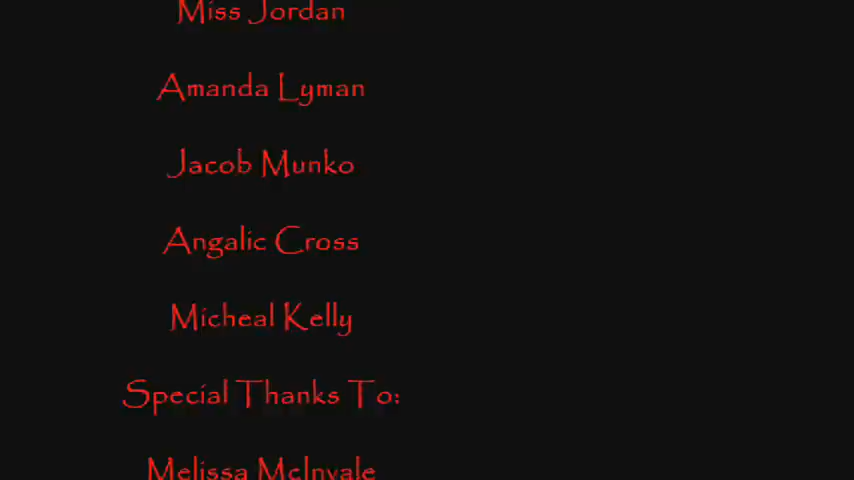 Miss Jordan
Amanda Lyman
Jacob Munko
Angalic Cross
Micheal Kelly
Special Thanks To:
Melissa McInvale